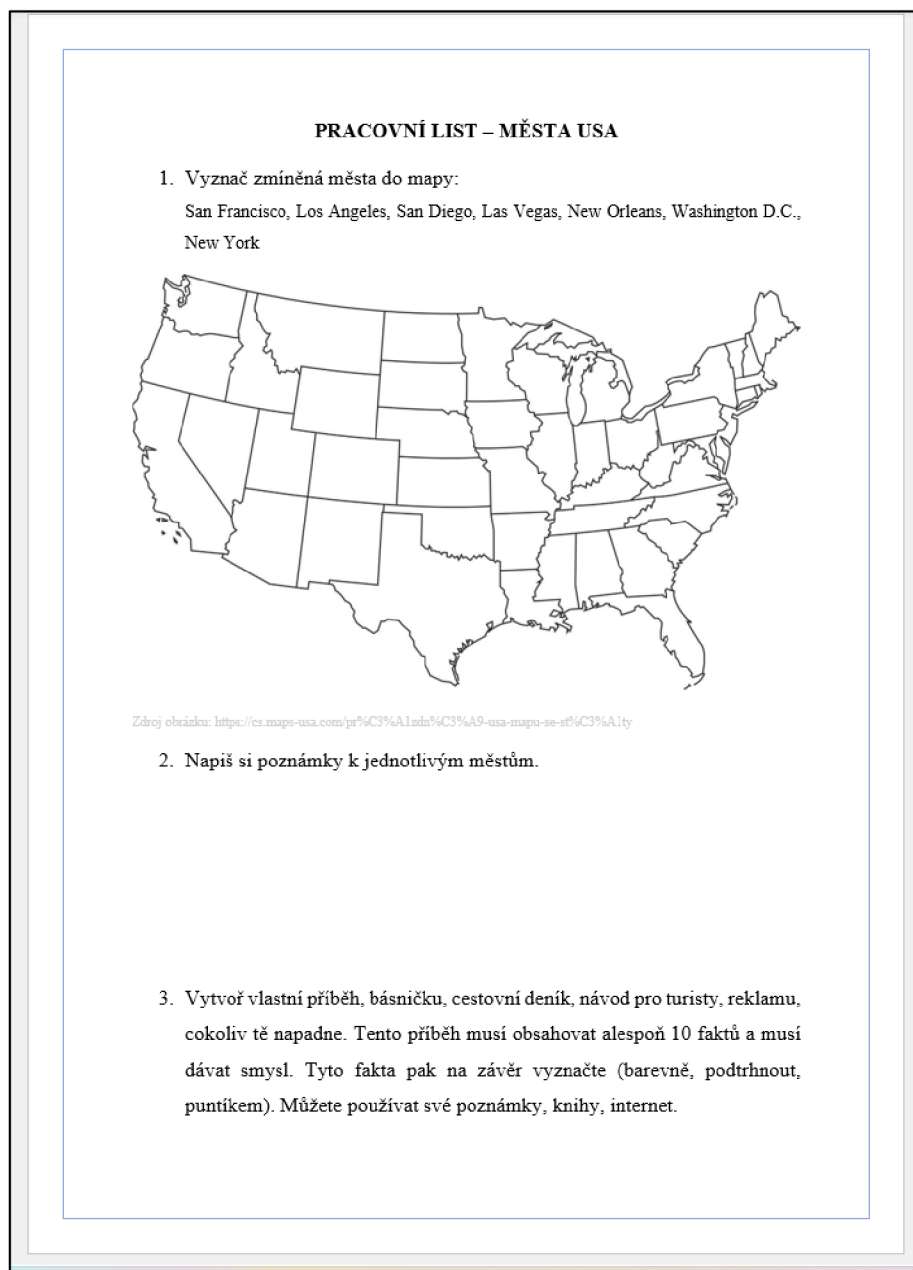 PRACOVNÍ LIST – MĚSTA USA
1. Vyznač zmíněná města do mapy:
San Francisco, Los Angeles, San Diego, Las Vegas, New Orleans, Washington D.C.,
New York
Zdroj obrázku: https://cs.maps-usa.com/pr%C3%A1zdn%C3%A9-usa-mapu-se-st%C3%A1ty
2. Napiš si poznámky k jednotlivým městům.
3. Vytvoř vlastní příběh, básničku, cestovní deník, návod pro turisty, reklamu,
cokoliv tě napadne. Tento příběh musí obsahovat alespoň 10 faktů a musí
dávat smysl. Tyto fakta pak na závěr vyznačte (barevně, podtrhnout,
puntíkem). Můžete používat své poznámky, knihy, internet.